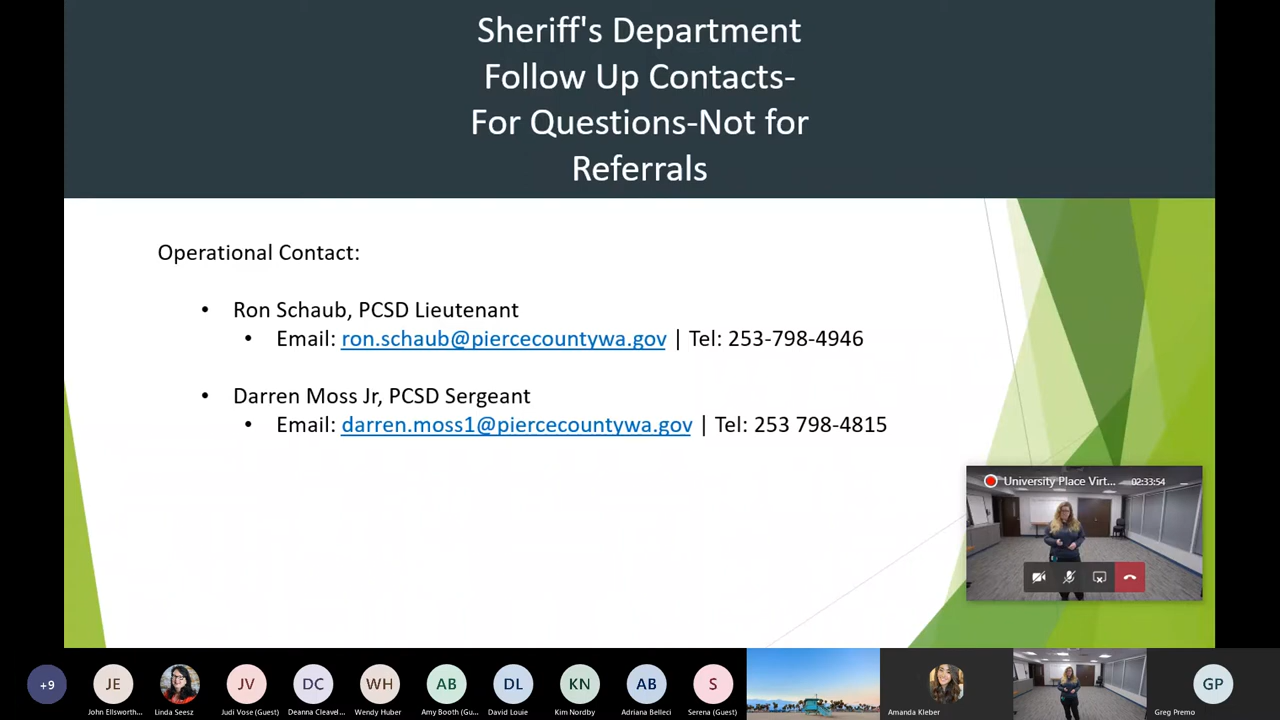 Sheriff's Department
Follow Up Contacts-
For Questions-Not for
Referrals
Operational Contact:
• Ron Schaub, PCSD Lieutenant
• Email: ron.schaub@piercecountywa.gov | Tel: 253-798-4946
• Darren Moss Jr, PCSD Sergeant
• Email: darren.moss1@piercecountywa.gov | Tel: 253 798-4815
University Place Virt... 02:33:54
+9 JE JV DC WH AB DL KN AB S GP
John Ellsworth... Linda Seesz Judi Vose (Guest) Deanna Cleavel... Wendy Huber Amy Booth (Gu... David Louie Kim Nordby Adriana Belleci Serena (Guest) Amanda Kleber Greg Premo